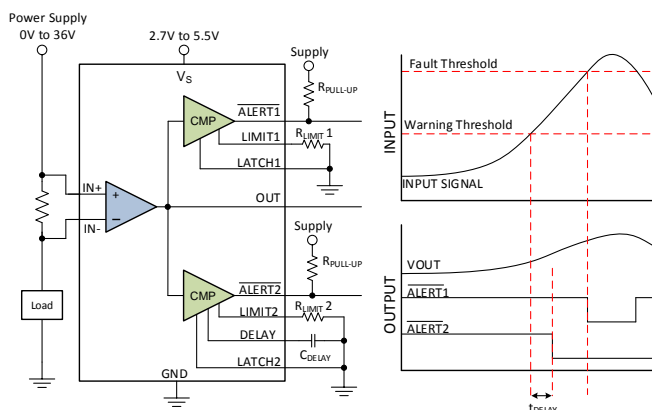 Power Supply
0V to 36V
2.7V to 5.5V
Supply
VS
RPULL-UP
CMP
ALERT1
LIMIT1
RLIMIT 1
LATCH1
IN+
+
OUT
−
IN-
Supply
RPULL-UP
CMP
ALERT2
LIMIT2
RLIMIT 2
DELAY
CDELAY
LATCH2
Load
GND
INPUT
Fault Threshold
Warning Threshold
INPUT SIGNAL
OUTPUT
VOUT
ALERT1
ALERT2
tDELAY